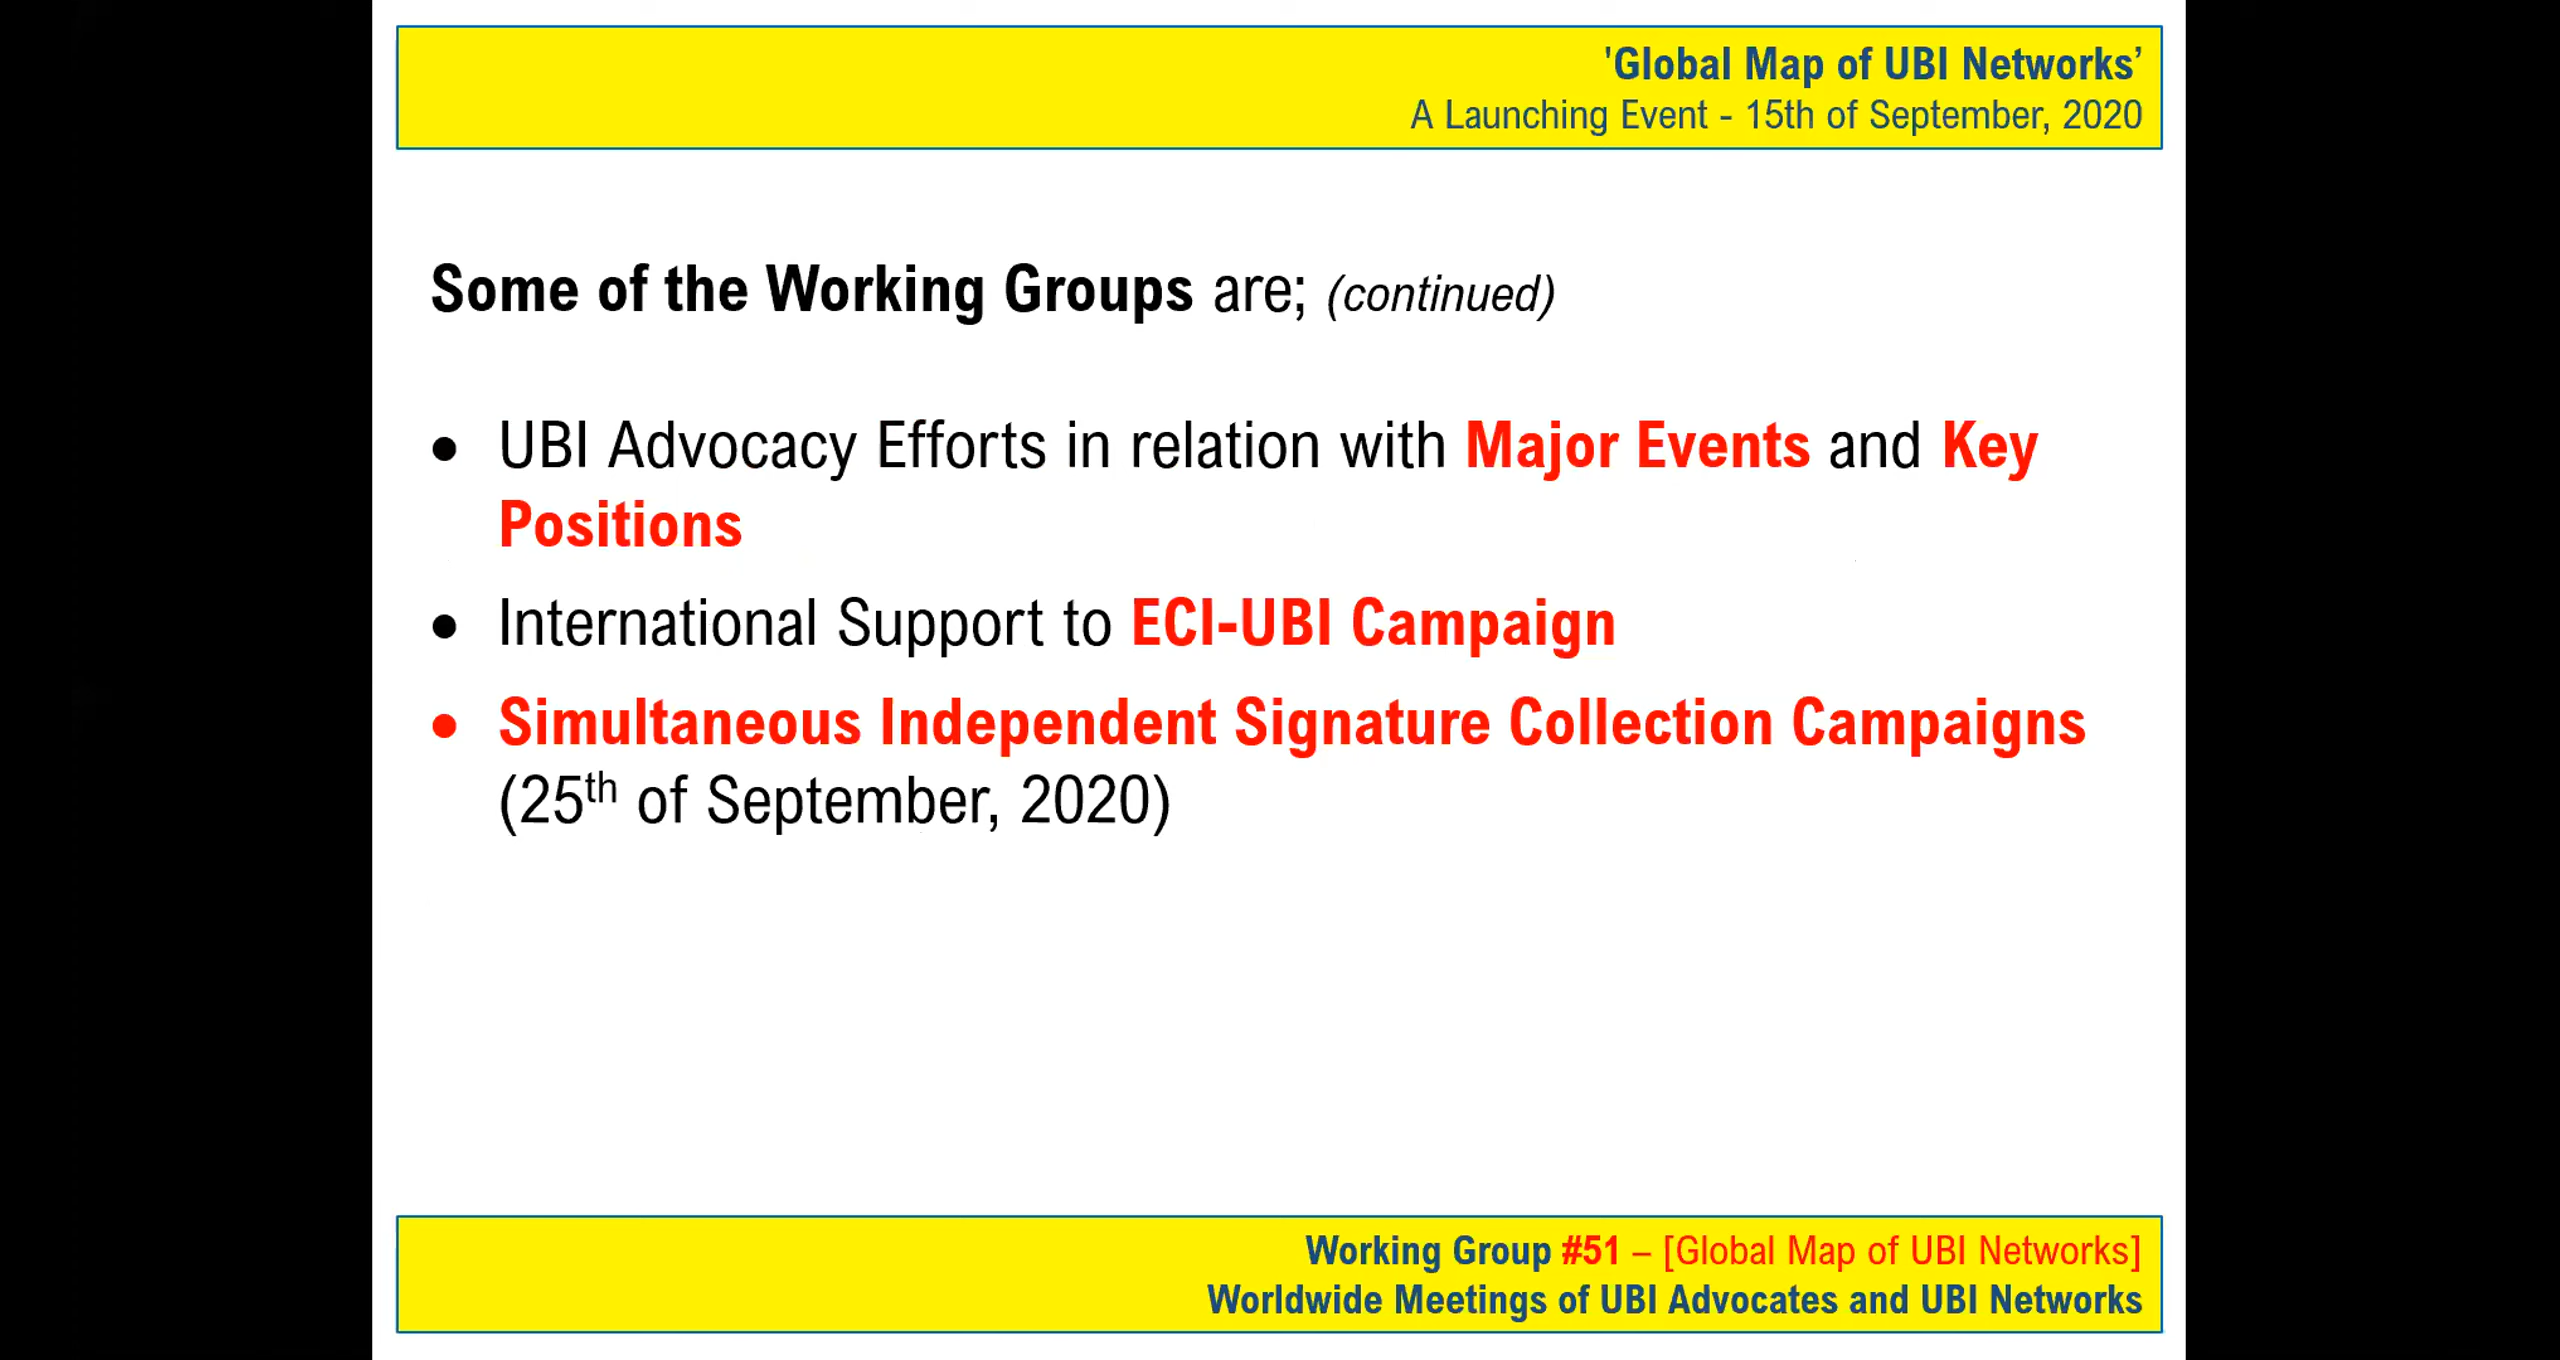 'Global Map of UBI Networks’
A Launching Event - 15th of September, 2020
Some of the Working Groups are; (continued)
• UBI Advocacy Efforts in relation with Major Events and Key
Positions
• International Support to ECI-UBI Campaign
• Simultaneous Independent Signature Collection Campaigns
(25th of September, 2020)
Working Group #51 – [Global Map of UBI Networks]
Worldwide Meetings of UBI Advocates and UBI Networks